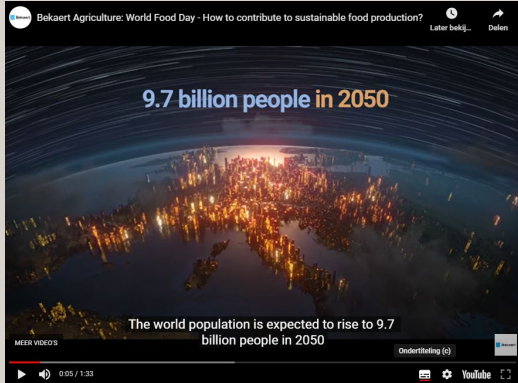 Bekaert Agriculture: World Food Day - How to contribute to sustainable food production?
Later bekij...
Delen
9.7 billion people in 2050
The world population is expected to rise to 9.7
billion people in 2050
MEER VIDEO'S
Ondertiteling (c)
0:05 / 1:33
YouTube